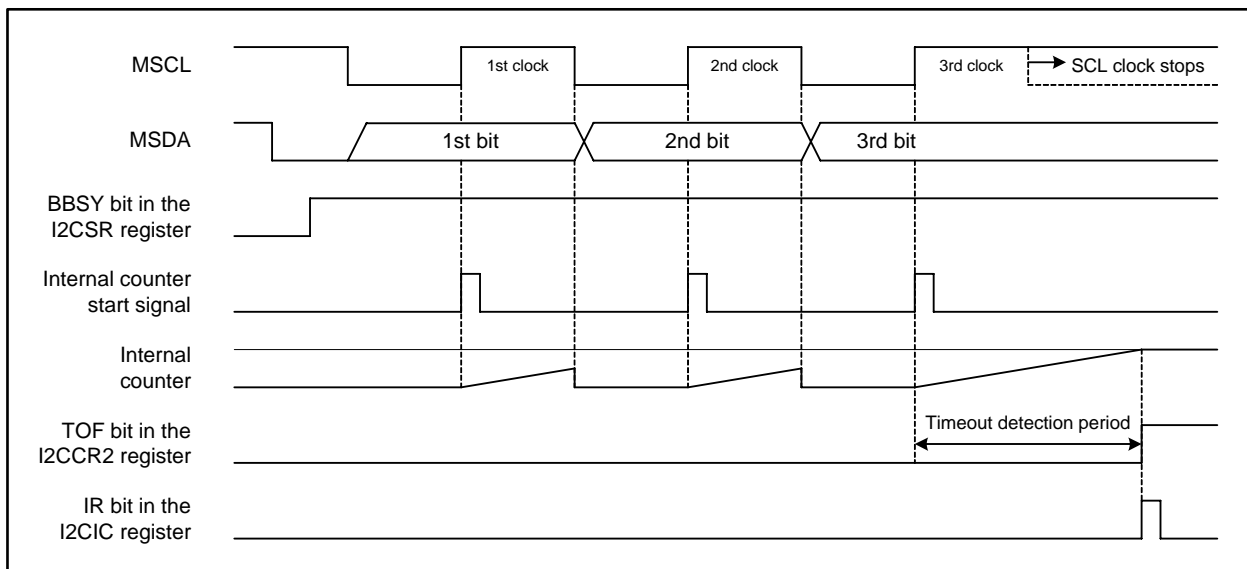 MSCL
1st clock
2nd clock
3rd clock
SCL clock stops
MSDA
1st bit
2nd bit
3rd bit
BBSY bit in the
I2CSR register
Internal counter
start signal
Internal
counter
TOF bit in the
I2CCR2 register
Timeout detection period
IR bit in the
I2CIC register